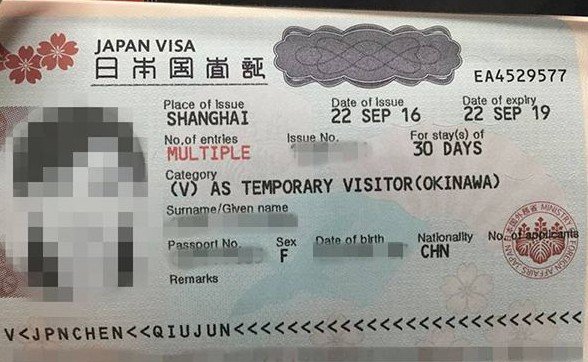 JAPAN VISA
日本国査証
EA4529577
Place of Issue Date of Issue Date of expiry
SHANGHAI 22 SEP 16 22 SEP 19
No. of entries Issue No. For stay(s) of
MULTIPLE 30 DAYS
Category
(V) AS TEMPORARY VISITOR(OKINAWA)
Surname/Given name
Passport No. Sex Date of birth Nationality No. of applicants
F CHN
Remarks
V<JPNCHEN<<QIUJUN<<<<<<<<<<<<<<<<<<<<<<<<<<<